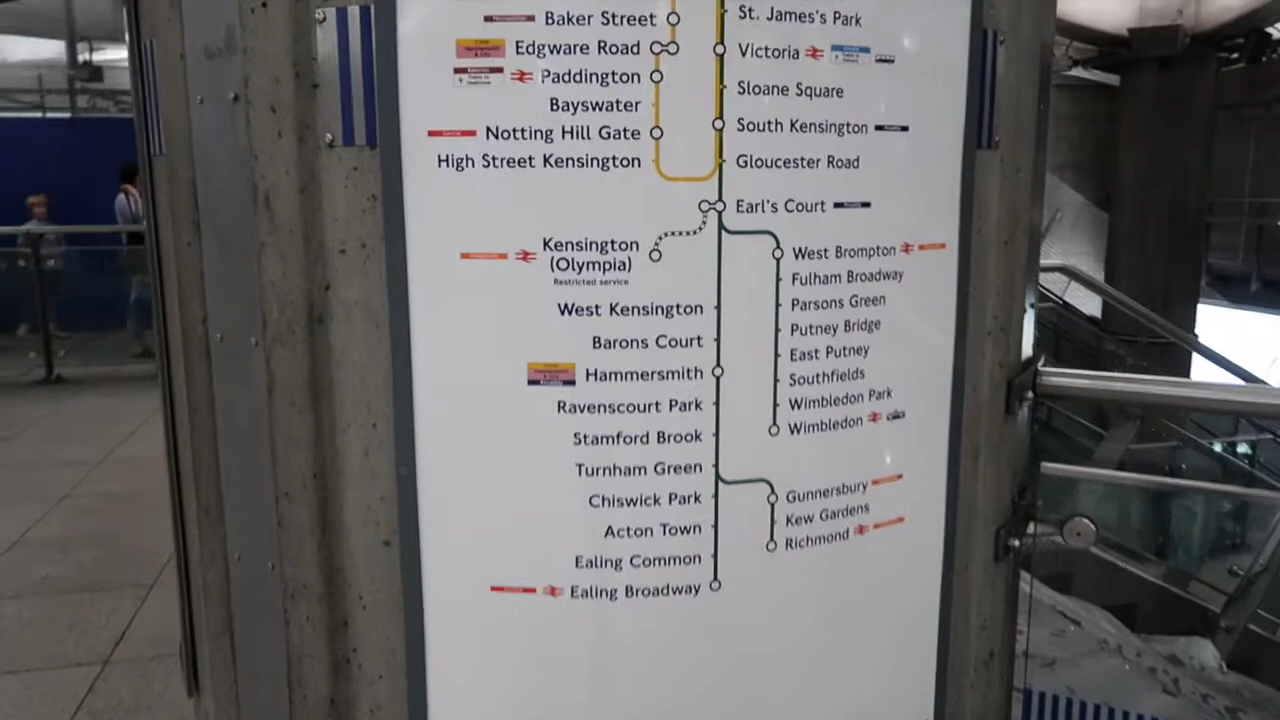 Baker Street
Edgware Road
Paddington
Bayswater
Notting Hill Gate
High Street Kensington
St. James's Park
Victoria
Sloane Square
South Kensington
Gloucester Road
Earl's Court
Kensington
(Olympia)
Restricted service
West Kensington
Barons Court
Hammersmith
Ravenscourt Park
Stamford Brook
Turnham Green
Chiswick Park
Acton Town
Ealing Common
Ealing Broadway
West Brompton
Fulham Broadway
Parsons Green
Putney Bridge
East Putney
Southfields
Wimbledon Park
Wimbledon
Gunnersbury
Kew Gardens
Richmond